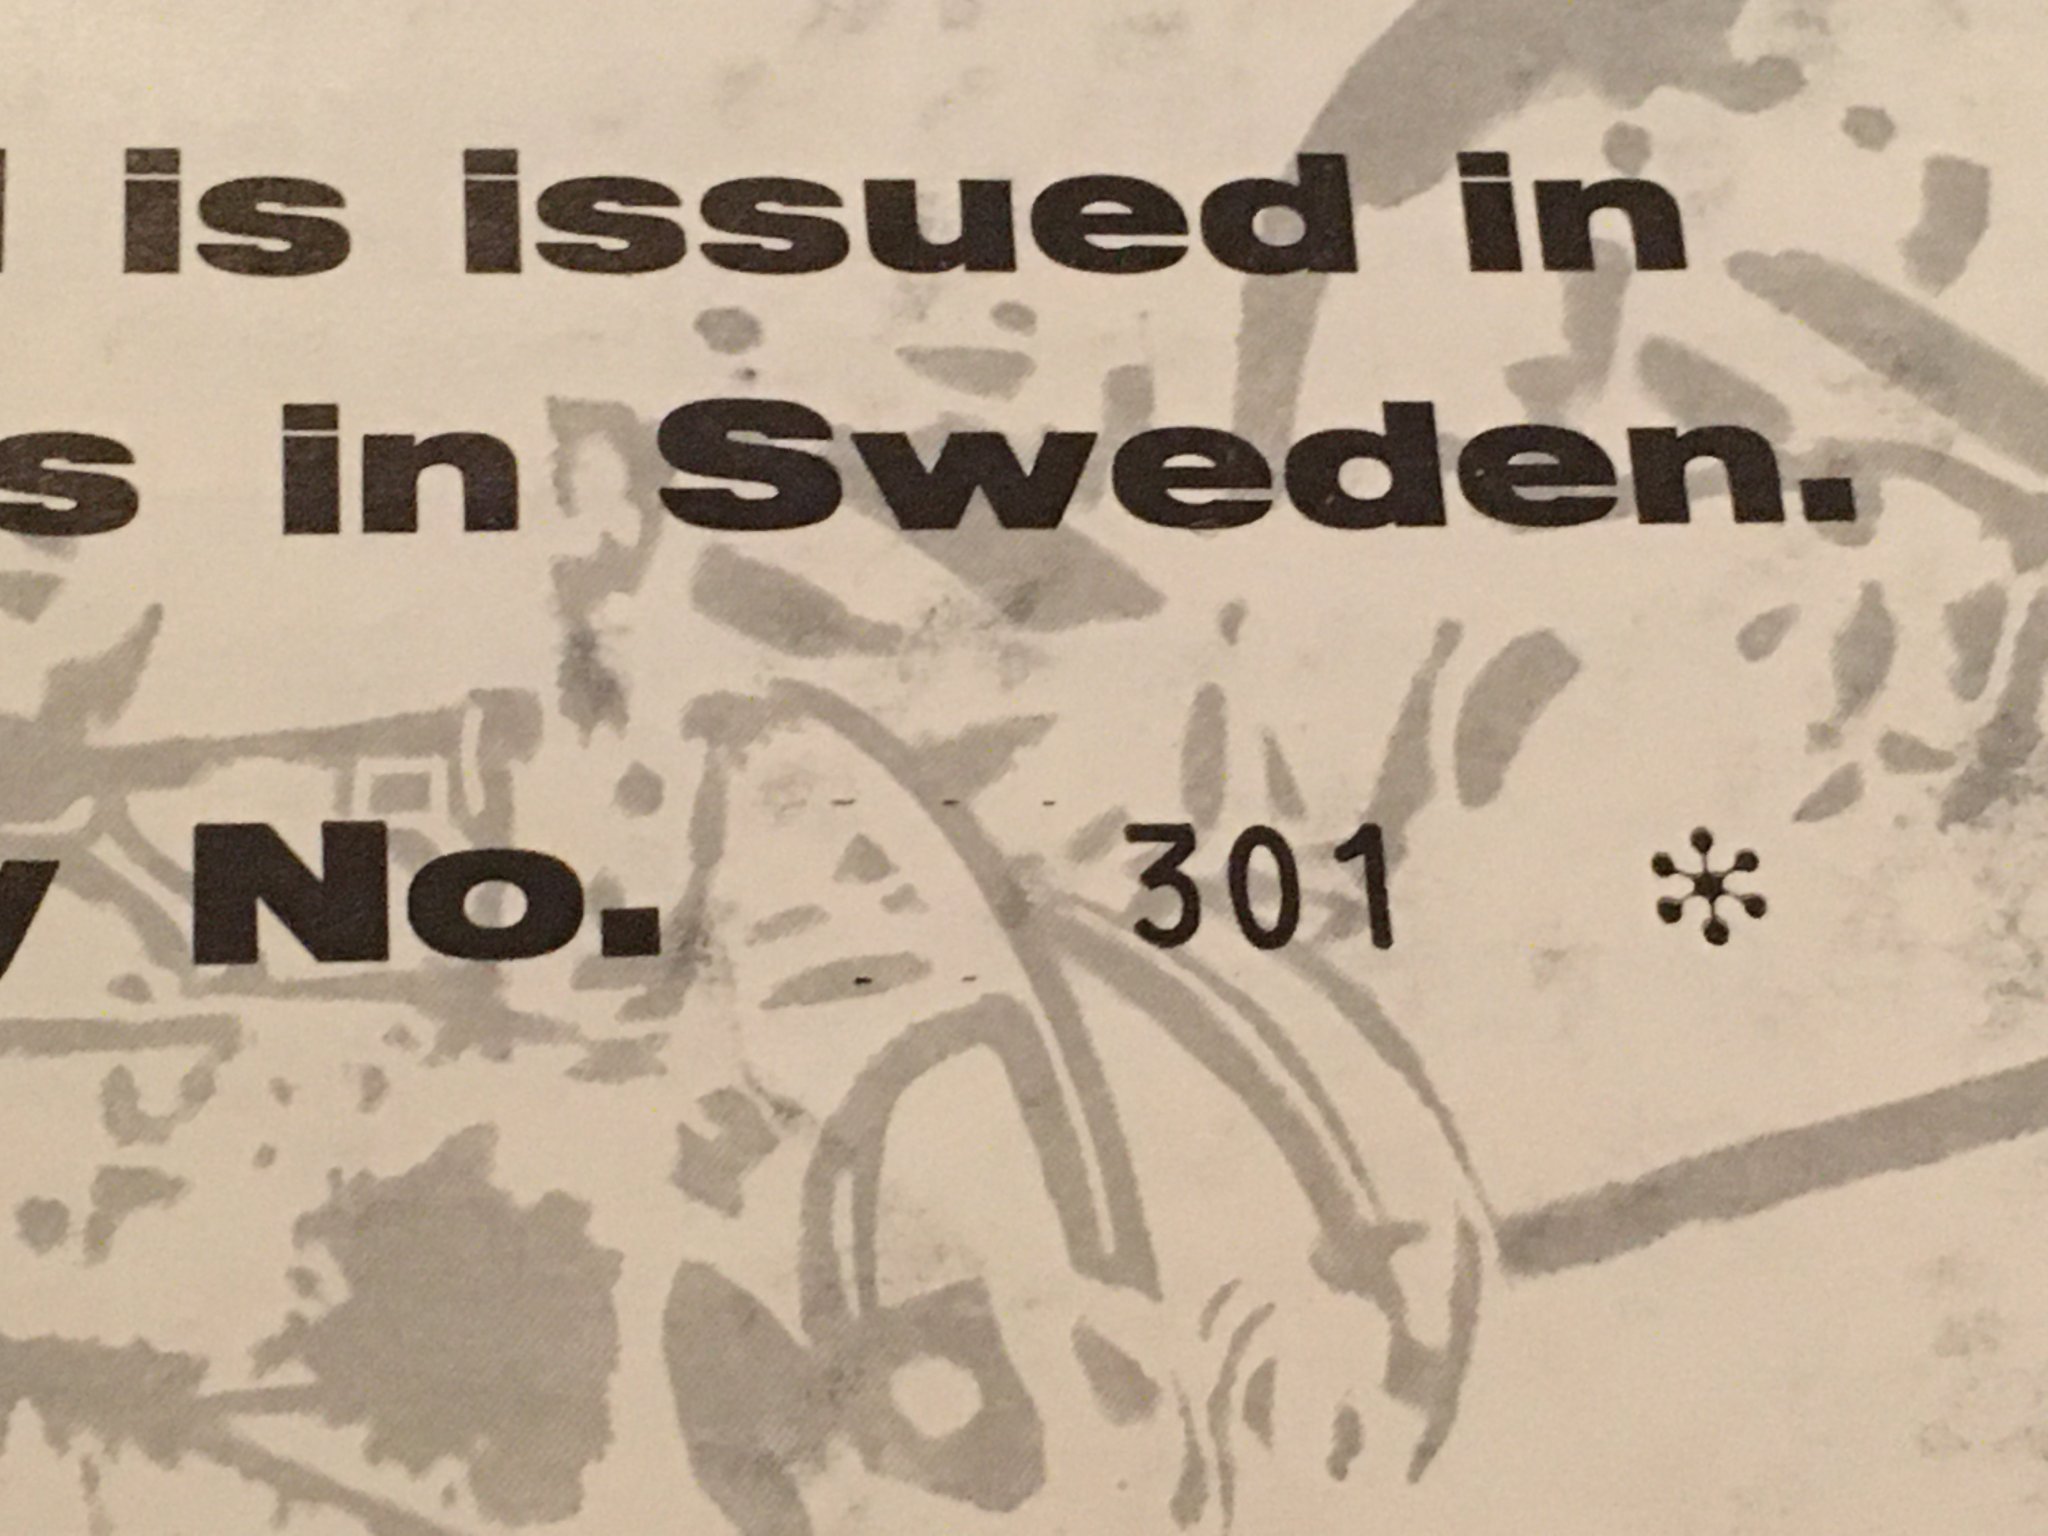 is issued in
in Sweden.
No. 301 *